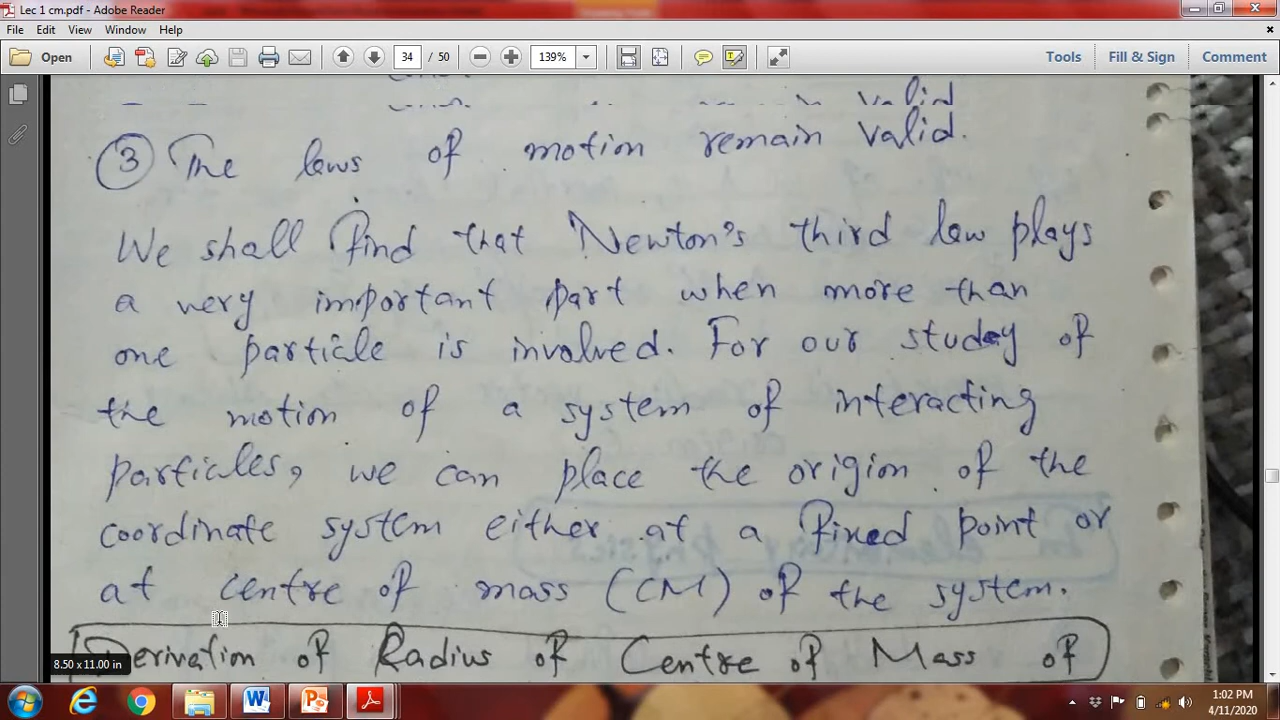 Lec 1 cm.pdf - Adobe Reader
File Edit View Window Help
Open 34 / 50 139% Tools Fill & Sign Comment
valid
③ The laws of motion remain valid.
We shall find that Newton's third law plays
a very important part when more than
one particle is involved. For our studey of
the motion of a system of interacting
particles, we can place the origion of the
coordinate system either at a fixed point or
at centre of mass (CM) of the system.
Derivation of Radius of Centre of Mass of
8.50 x 11.00 in
1:02 PM
4/11/2020